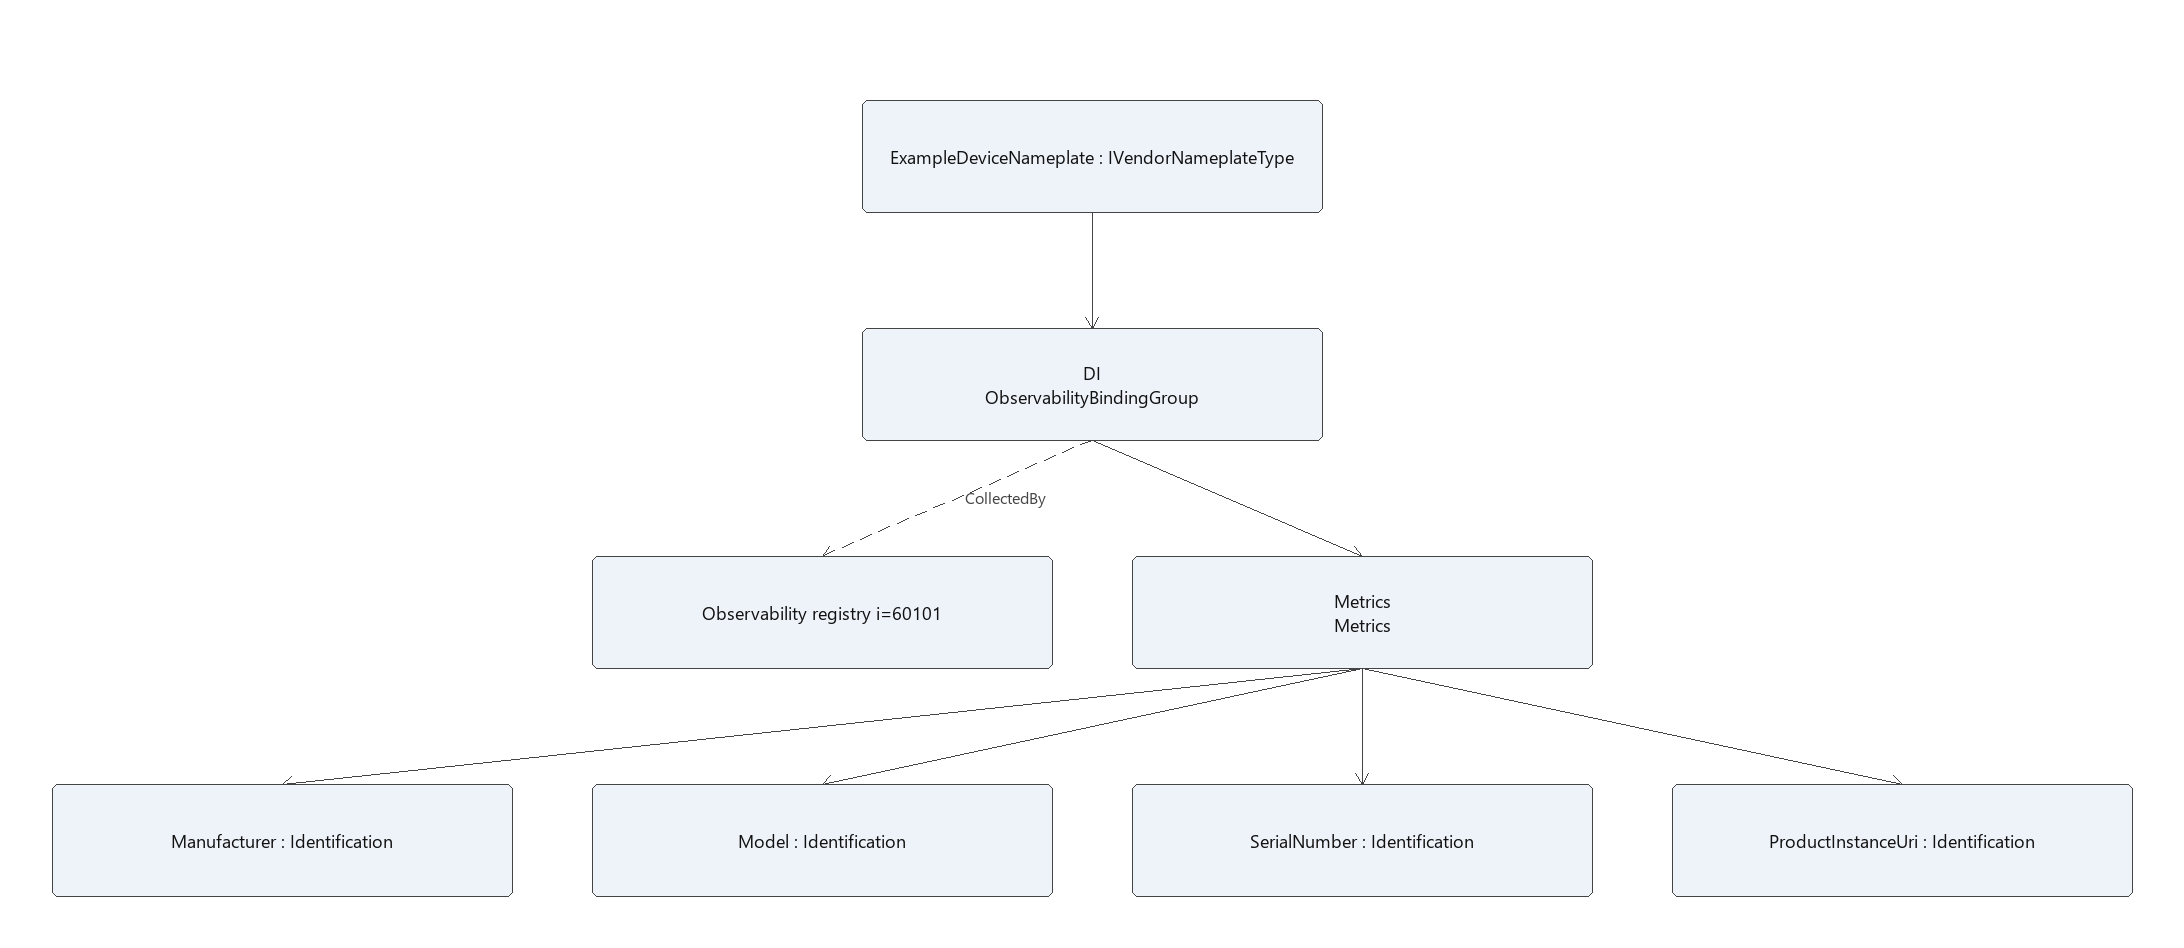 ExampleDeviceNameplate : IVendorNameplateType
DI
ObservabilityBindingGroup
CollectedBy
Observability registry i=60101
Metrics
Metrics
Manufacturer : Identification
Model : Identification
SerialNumber : Identification
ProductInstanceUri : Identification